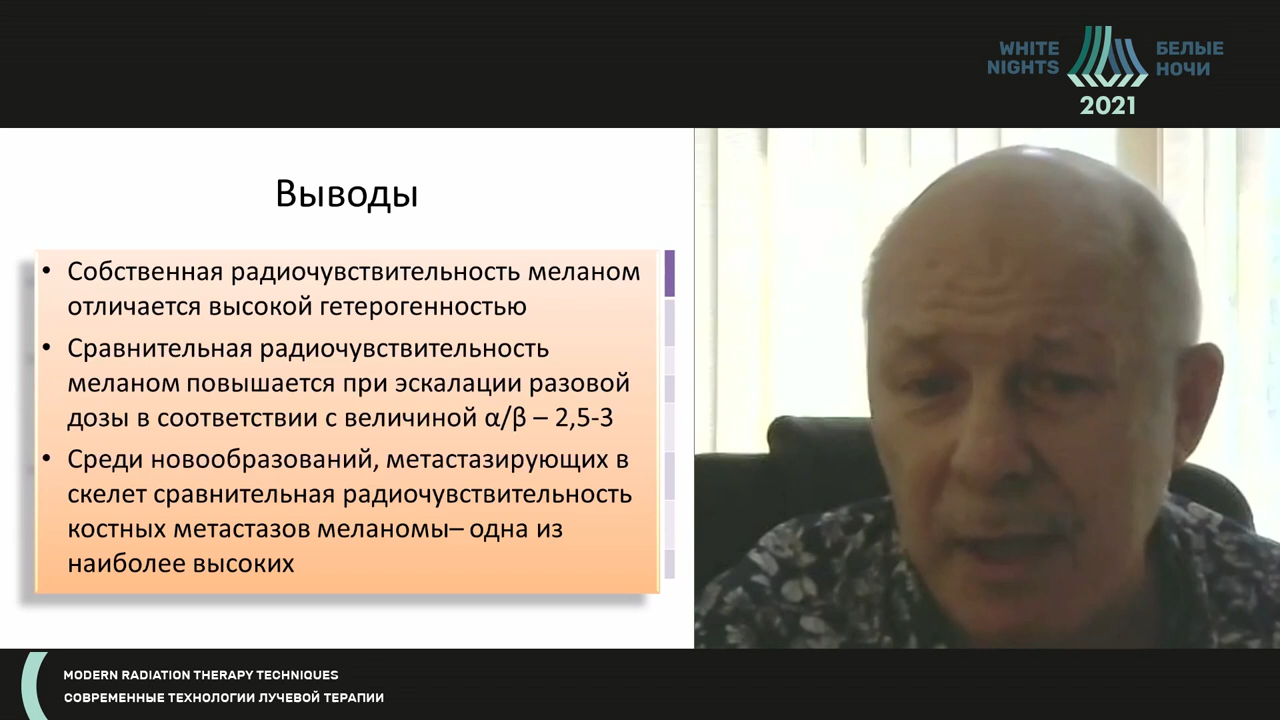 WHITE
NIGHTS
БЕЛЫЕ
НОЧИ
2021
Выводы
• Собственная радиочувствительность меланом
отличается высокой гетерогенностью
• Сравнительная радиочувствительность
меланом повышается при эскалации разовой
дозы в соответствии с величиной α/β – 2,5-3
• Среди новообразований, метастазирующих в
скелет сравнительная радиочувствительность
костных метастазов меланомы– одна из
наиболее высоких
MODERN RADIATION THERAPY TECHNIQUES
СОВРЕМЕННЫЕ ТЕХНОЛОГИИ ЛУЧЕВОЙ ТЕРАПИИ